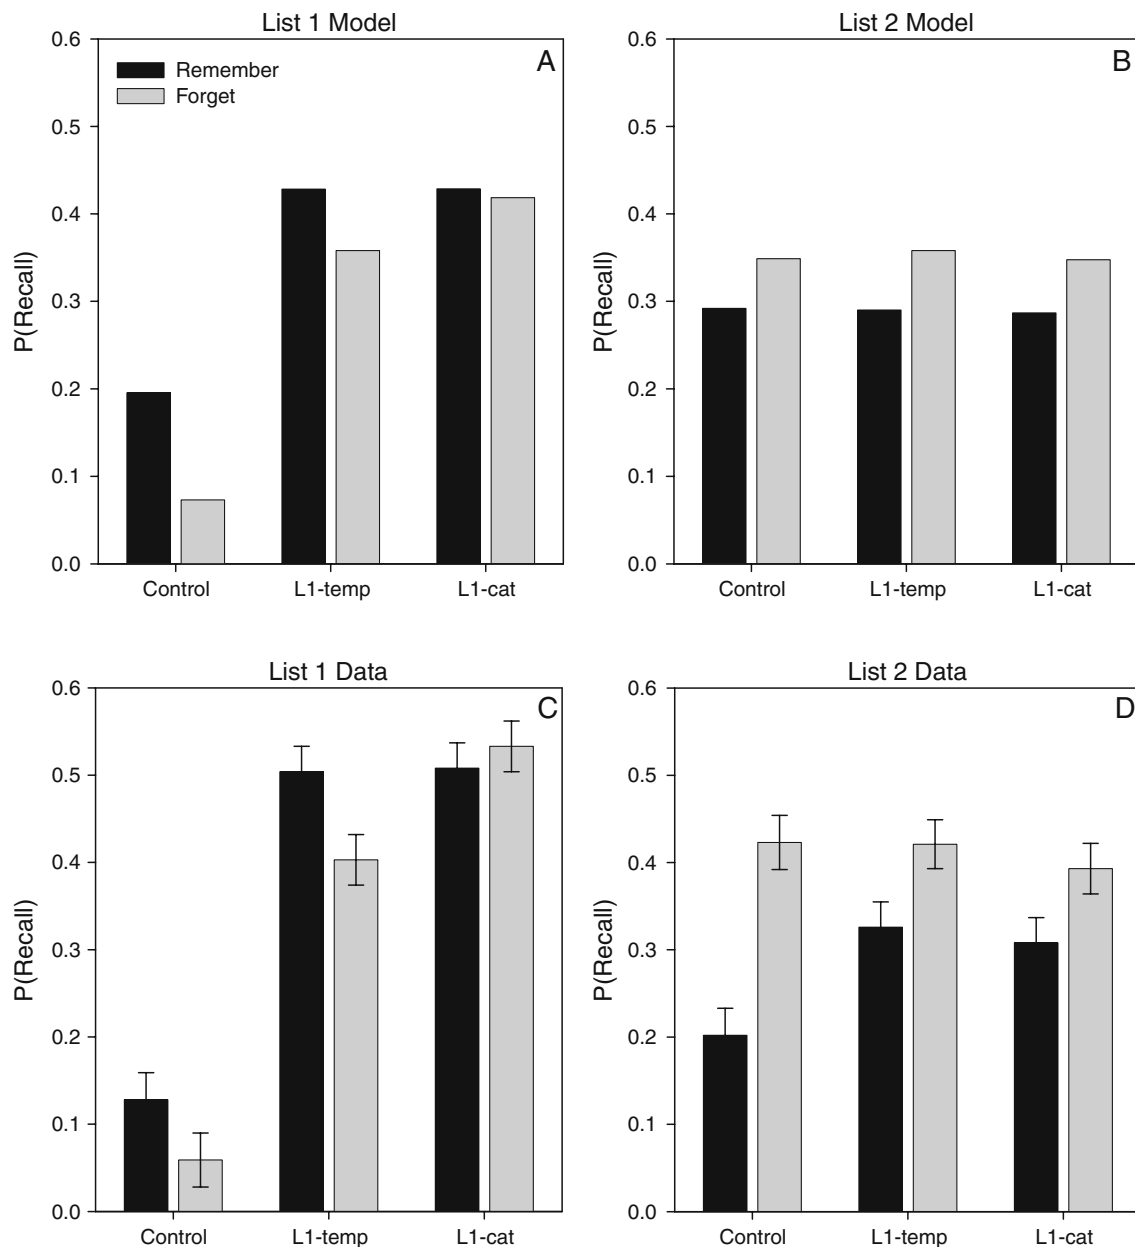 List 1 Model
A
Remember
Forget
P(Recall)
0.6
0.5
0.4
0.3
0.2
0.1
0.0
Control L1-temp L1-cat
List 2 Model
B
P(Recall)
0.6
0.5
0.4
0.3
0.2
0.1
0.0
Control L1-temp L1-cat
List 1 Data
C
P(Recall)
0.6
0.5
0.4
0.3
0.2
0.1
0.0
Control L1-temp L1-cat
List 2 Data
D
P(Recall)
0.6
0.5
0.4
0.3
0.2
0.1
0.0
Control L1-temp L1-cat